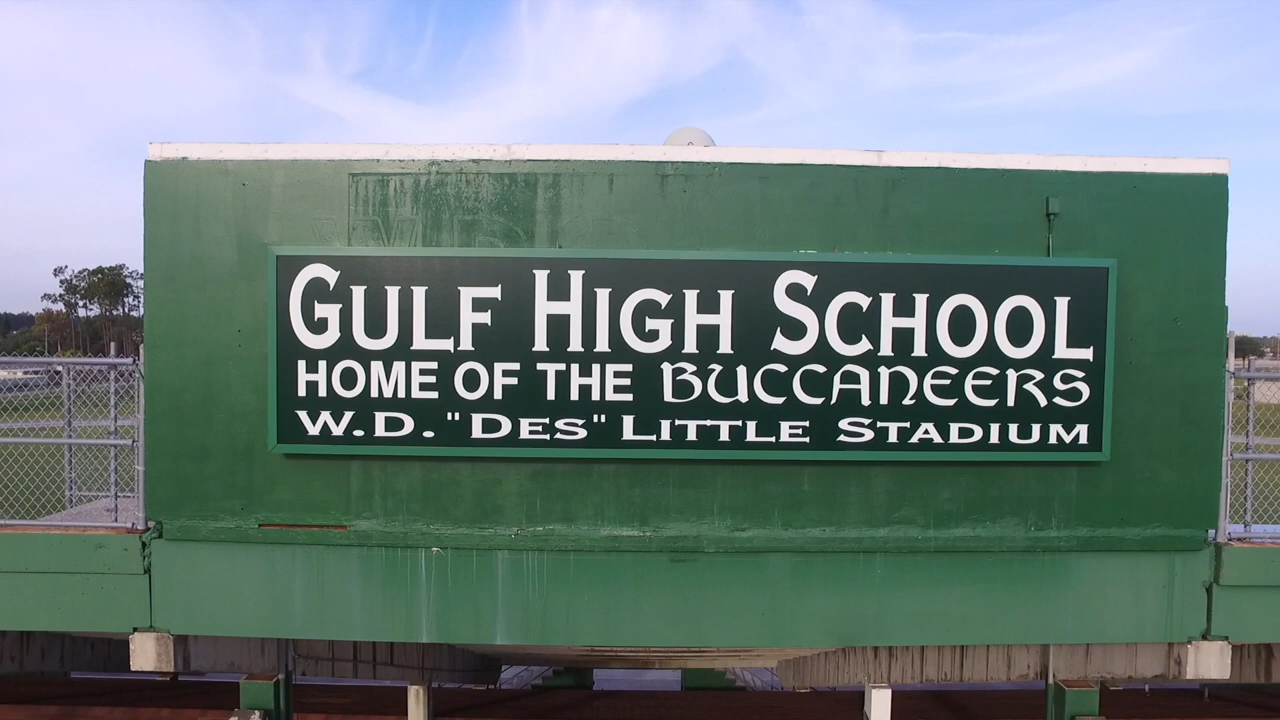 GULF HIGH SCHOOL
HOME OF THE BUCCANEERS
W.D. "DES" LITTLE STADIUM